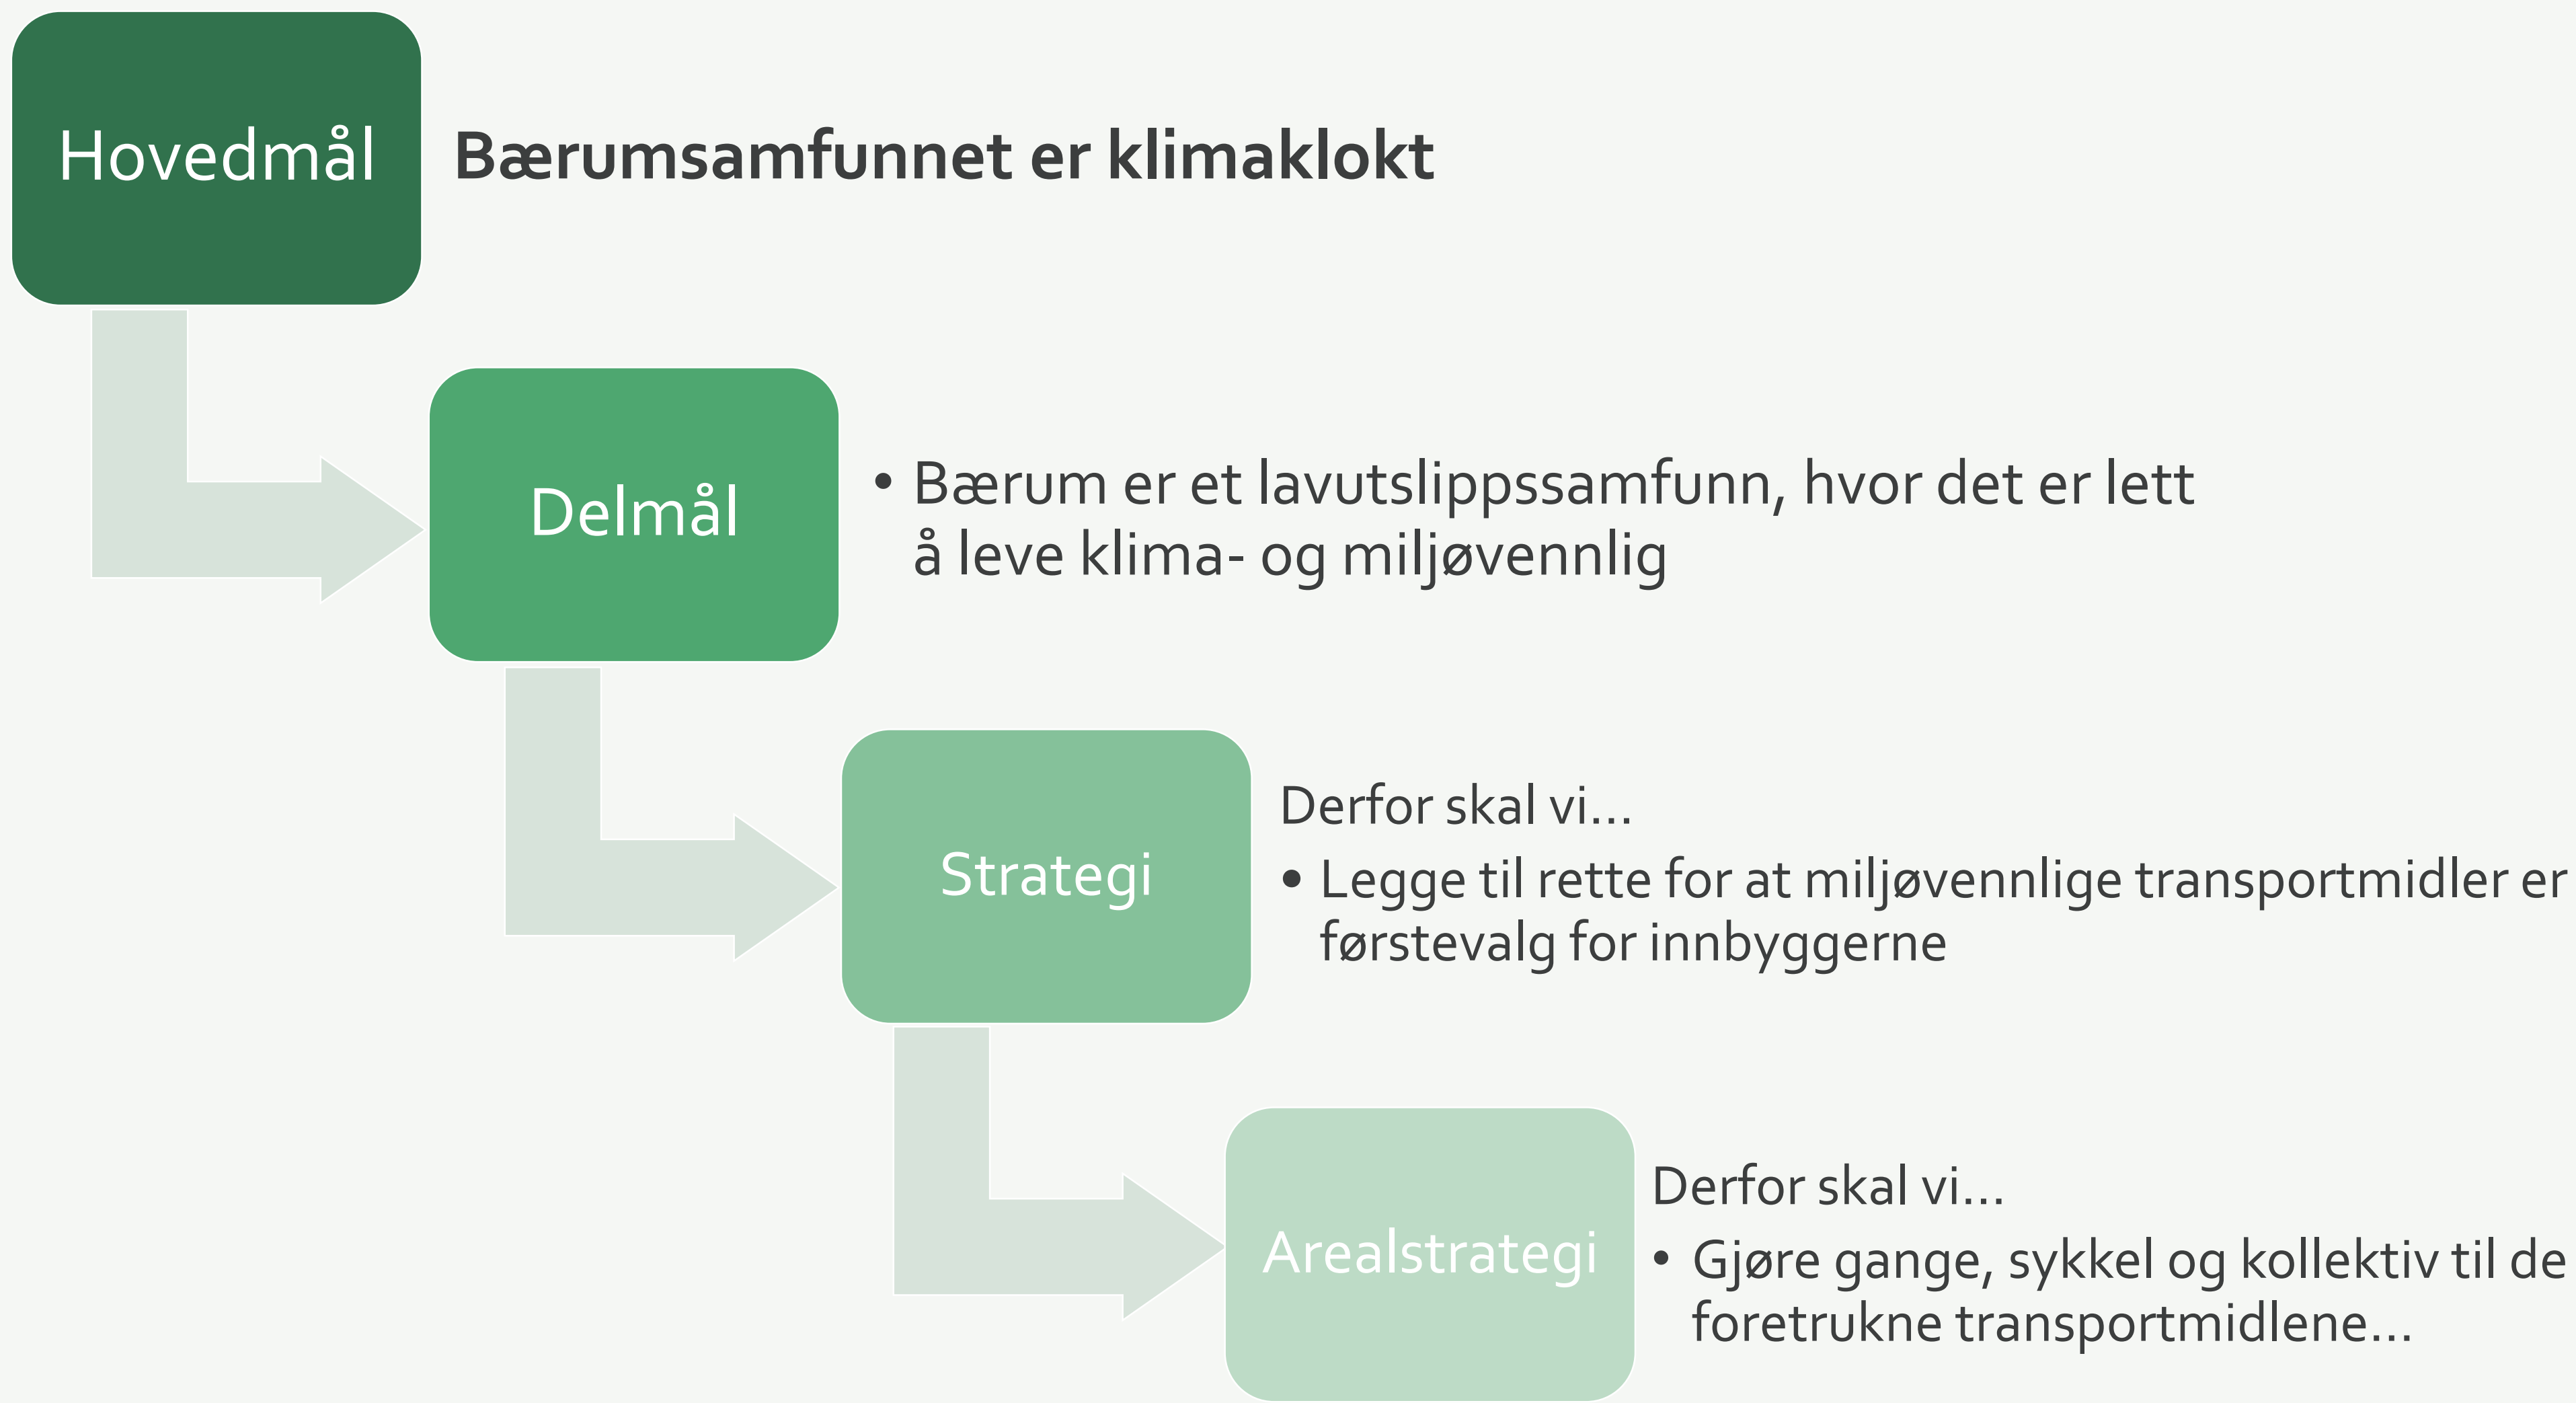 Hovedmål
Bærumsamfunnet er klimaklokt
Delmål
• Bærum er et lavutslippssamfunn, hvor det er lett
å leve klima- og miljøvennlig
Strategi
Derfor skal vi...
• Legge til rette for at miljøvennlige transportmidler er
førstevalg for innbyggerne
Arealstrategi
Derfor skal vi...
• Gjøre gange, sykkel og kollektiv til de
foretrukne transportmidlene...